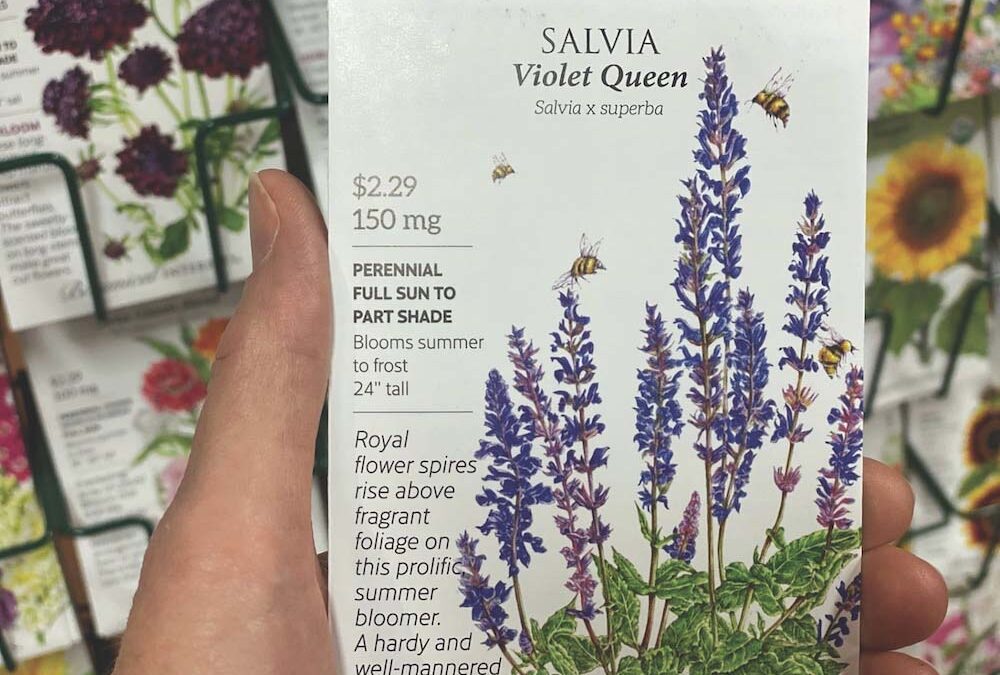 SALVIA
Violet Queen
Salvia x superba
$2.29
150 mg
PERENNIAL
FULL SUN TO
PART SHADE
Blooms summer
to frost
24" tall
Royal
flower spires
rise above
fragrant
foliage on
this prolific
summer
bloomer.
A hardy and
well-mannered